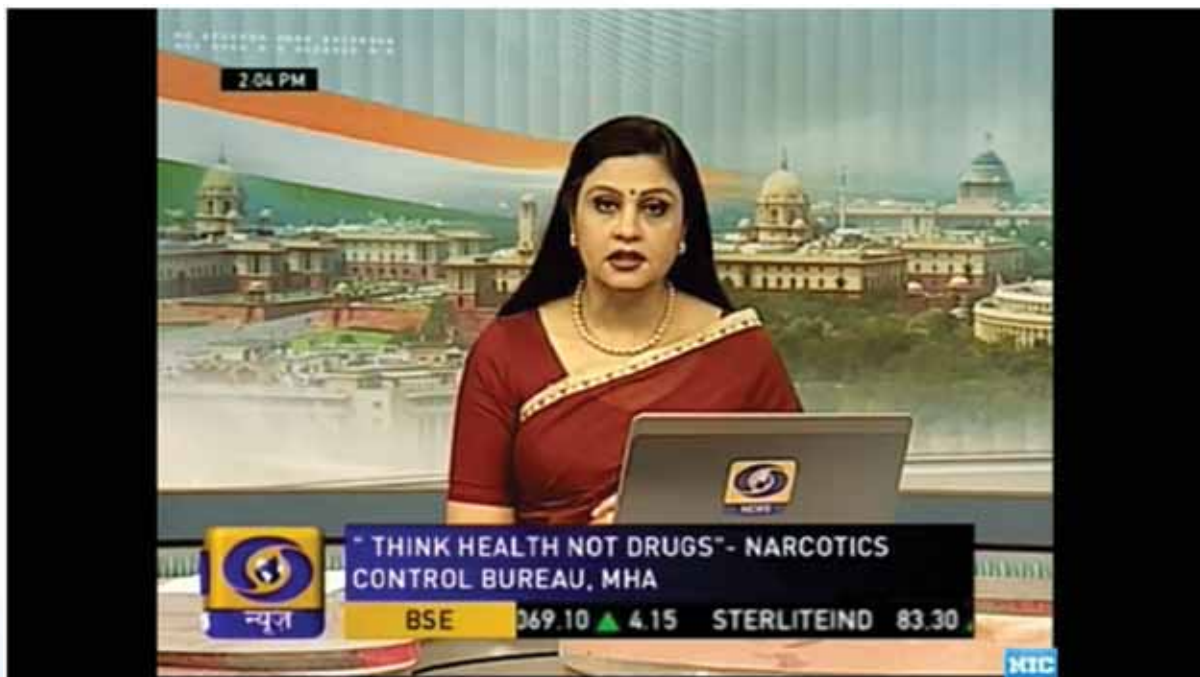 2.04 PM
NEWS
" THINK HEALTH NOT DRUGS"- NARCOTICS
CONTROL BUREAU, MHA
न्यूज़
BSE 069.10 ▲ 4.15 STERLITEIND 83.30
NIC